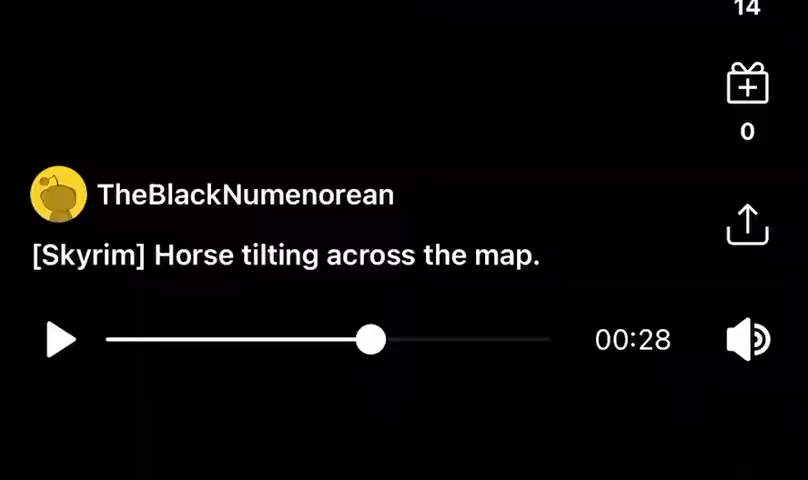 14
0
TheBlackNumenorean
[Skyrim] Horse tilting across the map.
00:28